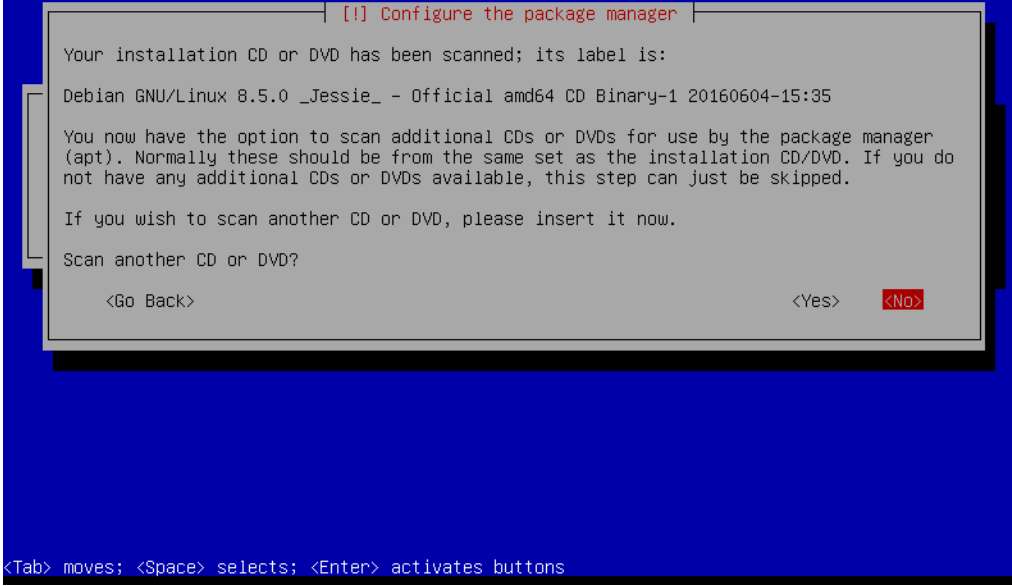 [!] Configure the package manager
Your installation CD or DVD has been scanned; its label is:
Debian GNU/Linux 8.5.0 _Jessie_ - Official amd64 CD Binary-1 20160604-15:35
You now have the option to scan additional CDs or DVDs for use by the package manager
(apt). Normally these should be from the same set as the installation CD/DVD. If you do
not have any additional CDs or DVDs available, this step can just be skipped.
If you wish to scan another CD or DVD, please insert it now.
Scan another CD or DVD?
<Go Back> <Yes> <No>
<Tab> moves; <Space> selects; <Enter> activates buttons